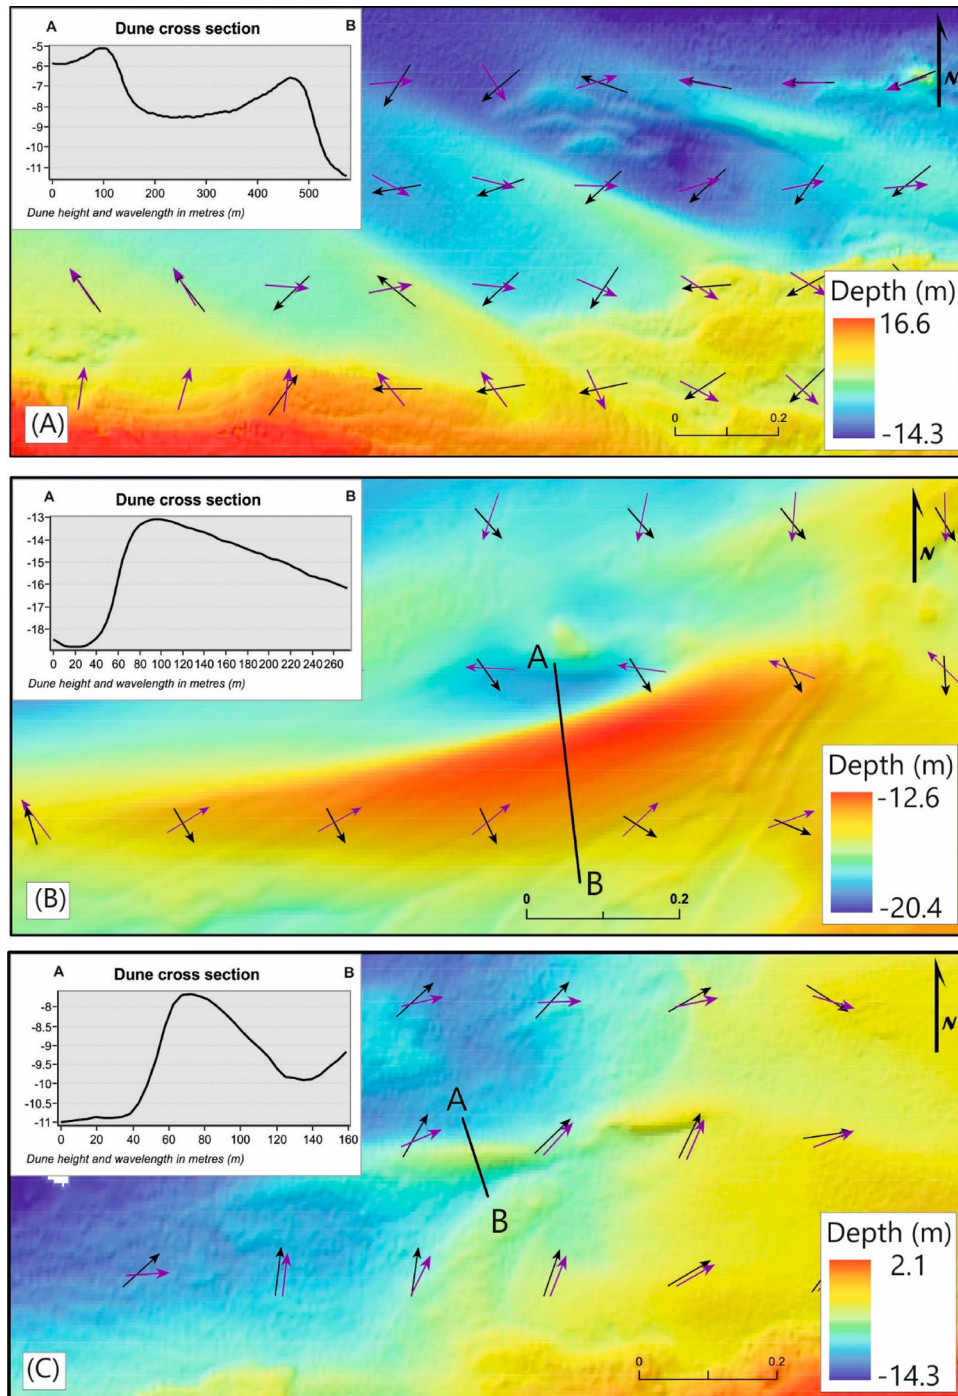 A
Dune cross section
B
-5
-6
-7
-8
-9
-10
-11
0
100
200
300
400
500
Dune height and wavelength in metres (m)
N
Depth (m)
16.6
-14.3
0
0.2
(A)
A
Dune cross section
B
-13
-14
-15
-16
-17
-18
0 20 40 60 80 100 120 140 160 180 200 220 240 260
Dune height and wavelength in metres (m)
N
A
B
Depth (m)
-12.6
-20.4
0
0.2
(B)
A
Dune cross section
B
-8
-8.5
-9
-9.5
-10
-10.5
-11
0 20 40 60 80 100 120 140 160
Dune height and wavelength in metres (m)
N
A
B
Depth (m)
2.1
-14.3
0
0.2
(C)